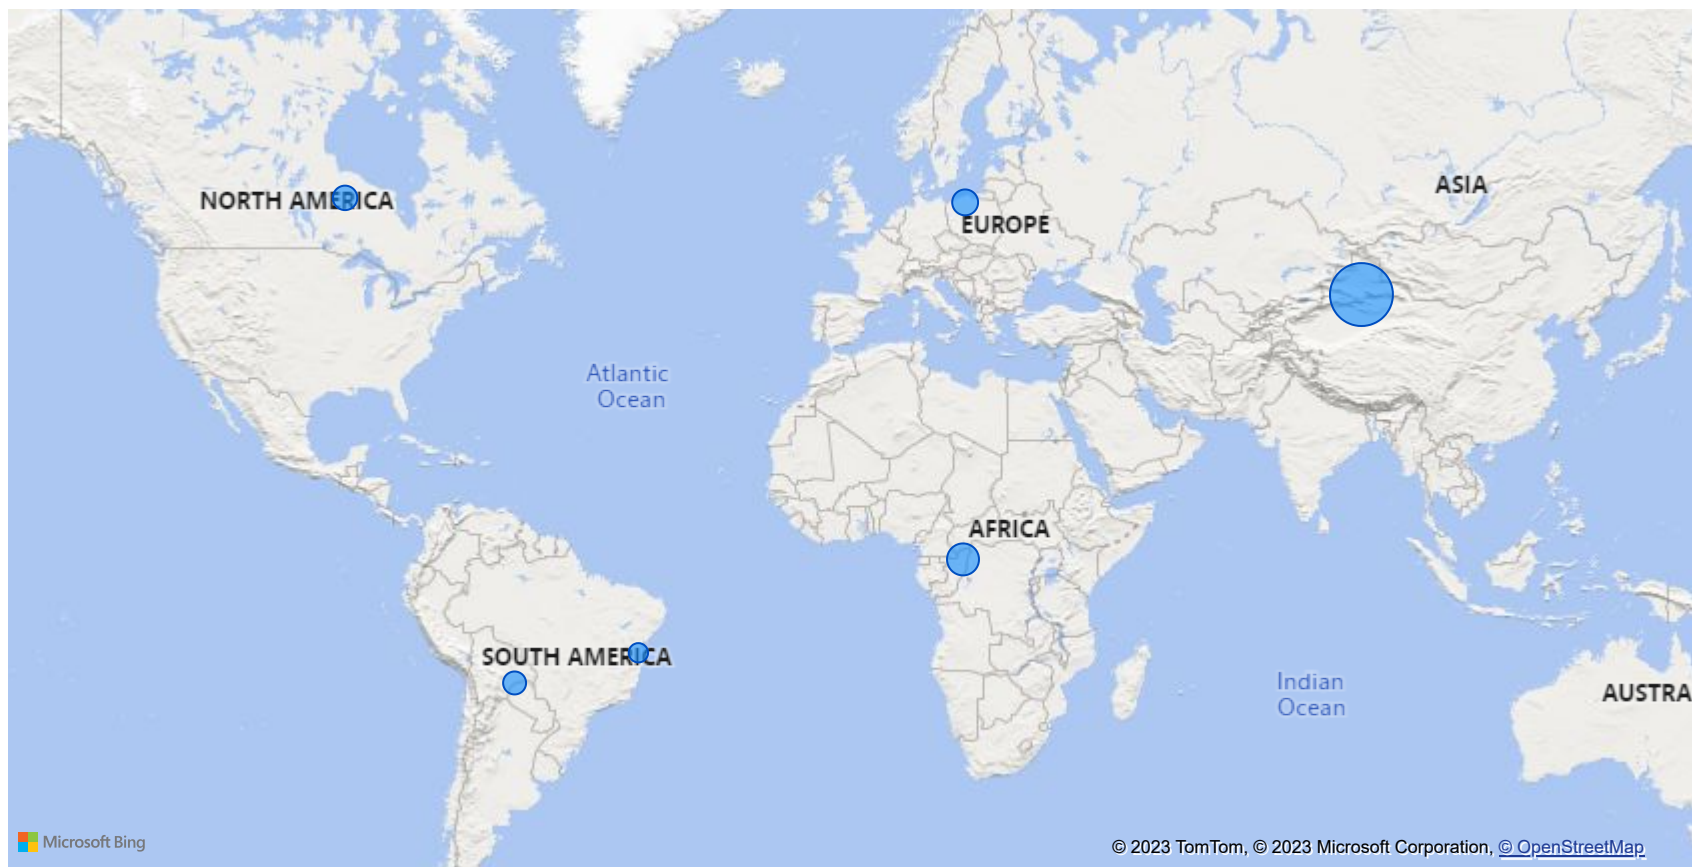 ASIA
NORTH AMERICA
EUROPE
Atlantic
Ocean
AFRICA
SOUTH AMERICA
Indian
Ocean
AUSTRA
Microsoft Bing
© 2023 TomTom, © 2023 Microsoft Corporation, © OpenStreetMap